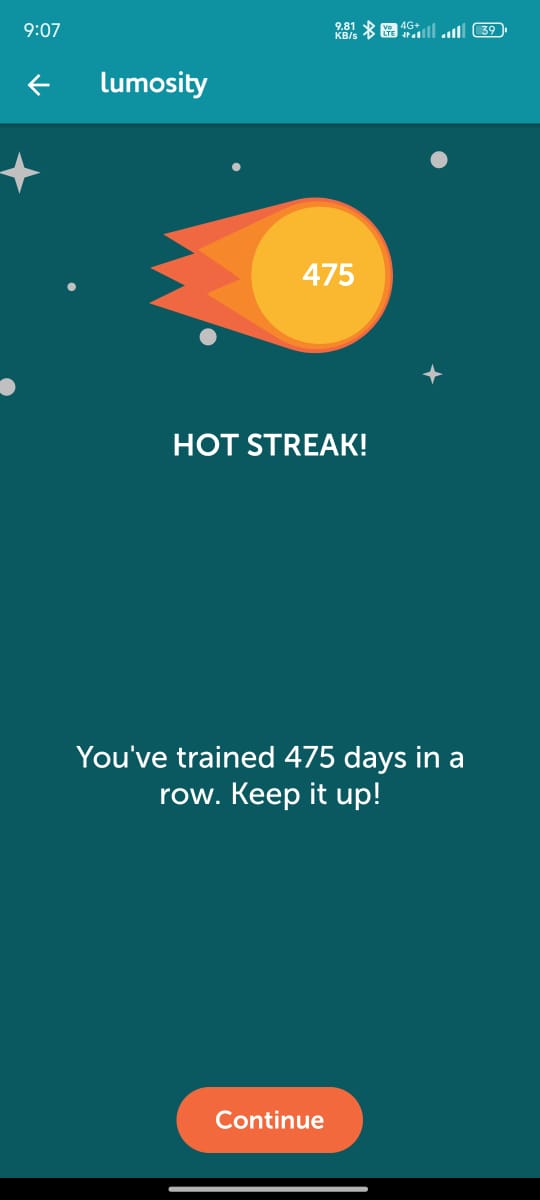 9:07
9.81
KB/s
Vo
LTE
4G+
39
lumosity
475
HOT STREAK!
You've trained 475 days in a
row. Keep it up!
Continue